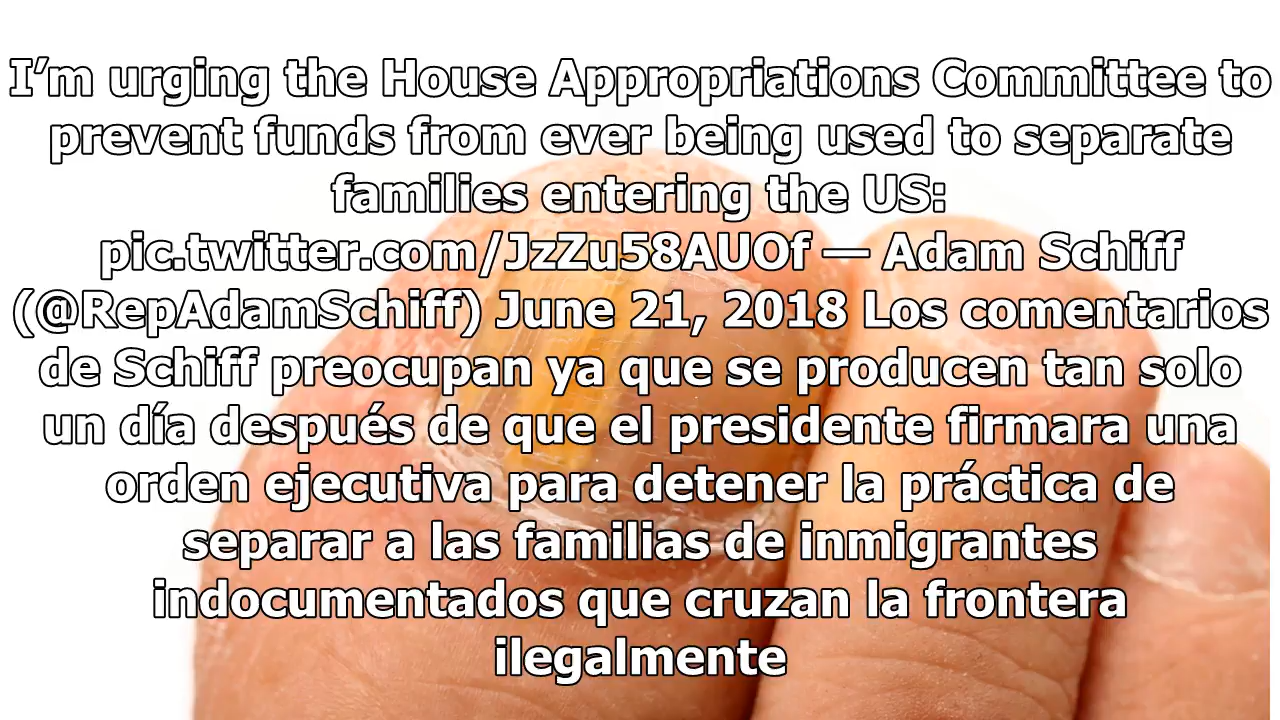 I’m urging the House Appropriations Committee to
prevent funds from ever being used to separate
families entering the US:
pic.twitter.com/JzZu58AUOf — Adam Schiff
(@RepAdamSchiff) June 21, 2018 Los comentarios
de Schiff preocupan ya que se producen tan solo
un día después de que el presidente firmara una
orden ejecutiva para detener la práctica de
separar a las familias de inmigrantes
indocumentados que cruzan la frontera
ilegalmente